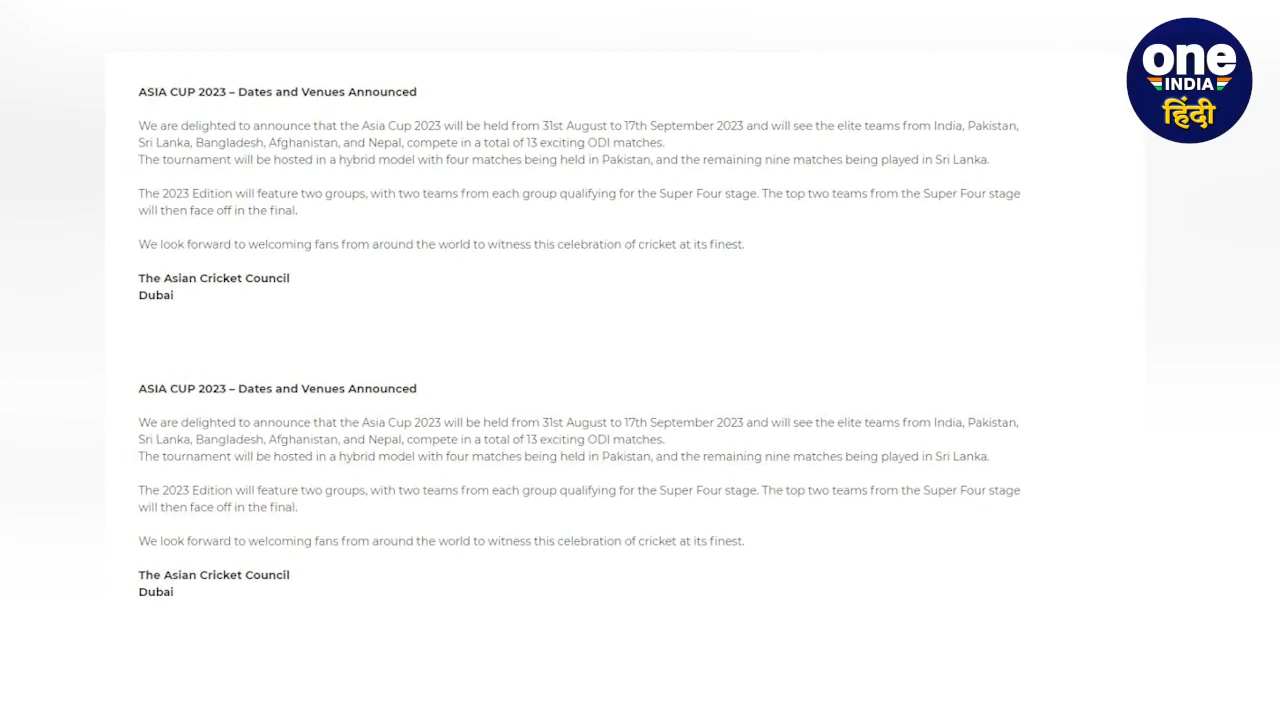 one
INDIA
हिंदी
ASIA CUP 2023 – Dates and Venues Announced
We are delighted to announce that the Asia Cup 2023 will be held from 31st August to 17th September 2023 and will see the elite teams from India, Pakistan,
Sri Lanka, Bangladesh, Afghanistan, and Nepal, compete in a total of 13 exciting ODI matches.
The tournament will be hosted in a hybrid model with four matches being held in Pakistan, and the remaining nine matches being played in Sri Lanka.
The 2023 Edition will feature two groups, with two teams from each group qualifying for the Super Four stage. The top two teams from the Super Four stage
will then face off in the final.
We look forward to welcoming fans from around the world to witness this celebration of cricket at its finest.
The Asian Cricket Council
Dubai
ASIA CUP 2023 – Dates and Venues Announced
We are delighted to announce that the Asia Cup 2023 will be held from 31st August to 17th September 2023 and will see the elite teams from India, Pakistan,
Sri Lanka, Bangladesh, Afghanistan, and Nepal, compete in a total of 13 exciting ODI matches.
The tournament will be hosted in a hybrid model with four matches being held in Pakistan, and the remaining nine matches being played in Sri Lanka.
The 2023 Edition will feature two groups, with two teams from each group qualifying for the Super Four stage. The top two teams from the Super Four stage
will then face off in the final.
We look forward to welcoming fans from around the world to witness this celebration of cricket at its finest.
The Asian Cricket Council
Dubai